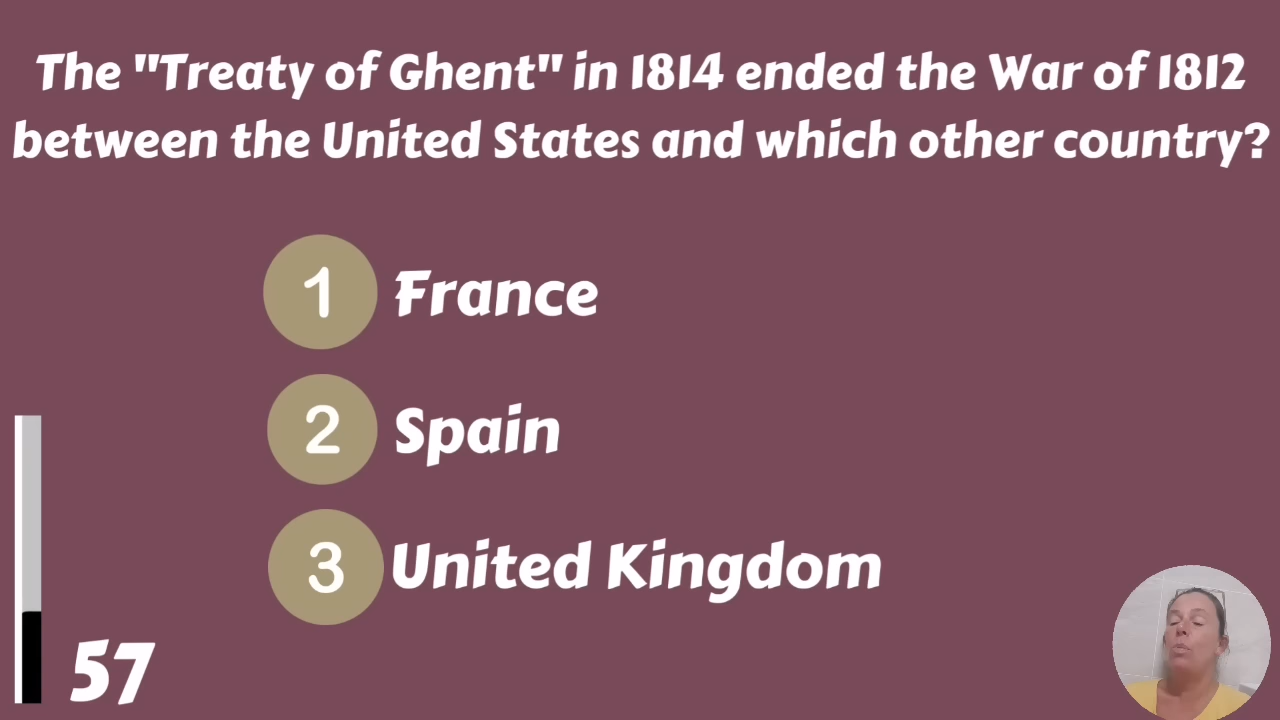 The "Treaty of Ghent" in 1814 ended the War of 1812
between the United States and which other country?
1 France
2 Spain
3 United Kingdom
57